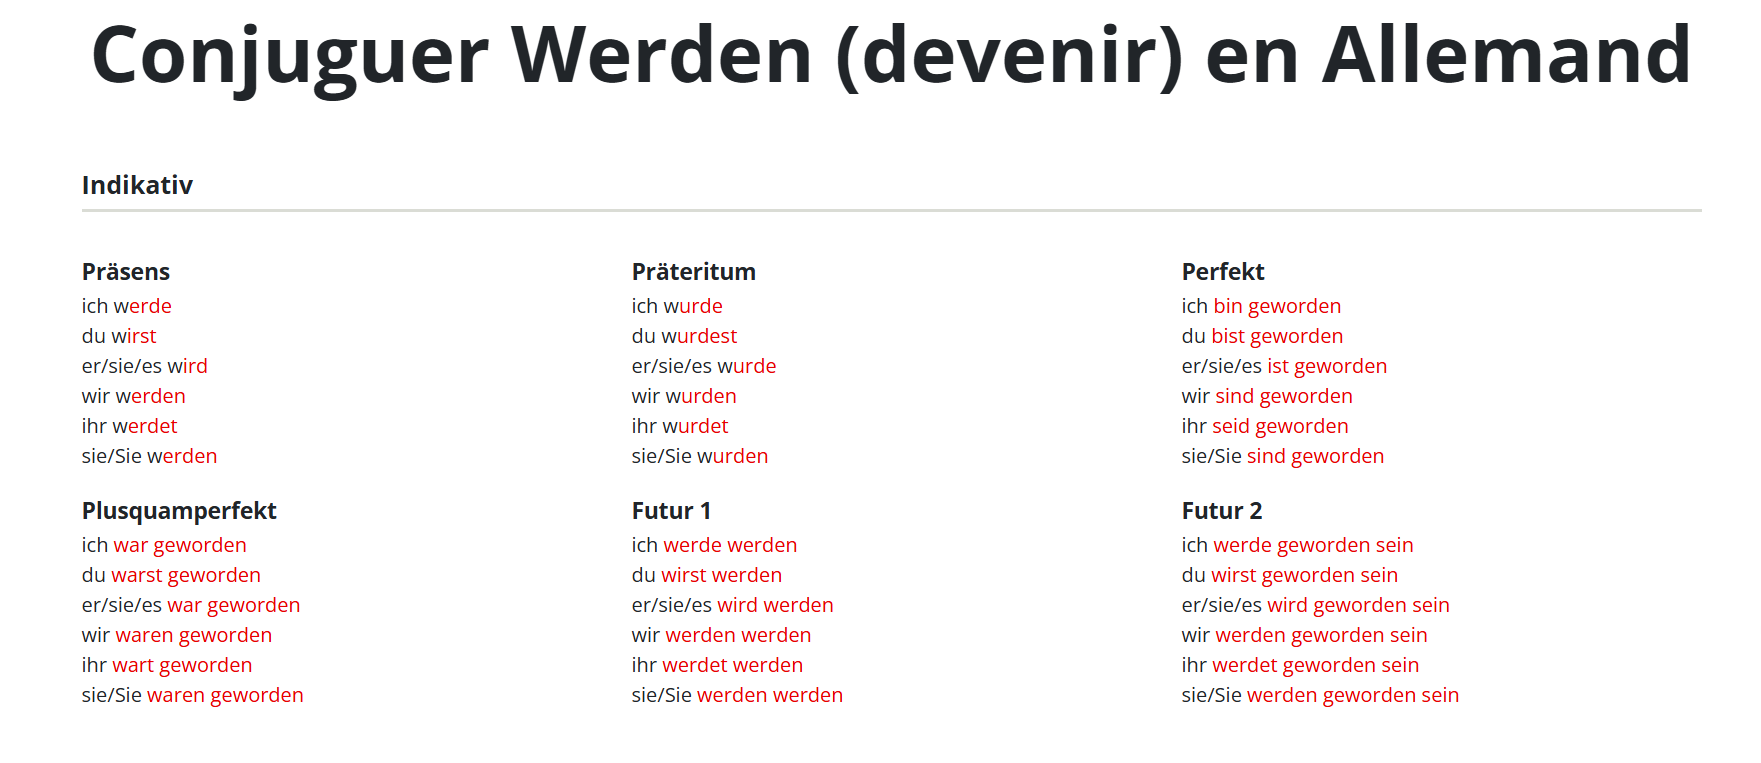 Conjuguer Werden (devenir) en Allemand
Indikativ
Präsens
ich werde
du wirst
er/sie/es wird
wir werden
ihr werdet
sie/Sie werden
Präteritum
ich wurde
du wurdest
er/sie/es wurde
wir wurden
ihr wurdet
sie/Sie wurden
Perfekt
ich bin geworden
du bist geworden
er/sie/es ist geworden
wir sind geworden
ihr seid geworden
sie/Sie sind geworden
Plusquamperfekt
ich war geworden
du warst geworden
er/sie/es war geworden
wir waren geworden
ihr wart geworden
sie/Sie waren geworden
Futur 1
ich werde werden
du wirst werden
er/sie/es wird werden
wir werden werden
ihr werdet werden
sie/Sie werden werden
Futur 2
ich werde geworden sein
du wirst geworden sein
er/sie/es wird geworden sein
wir werden geworden sein
ihr werdet geworden sein
sie/Sie werden geworden sein